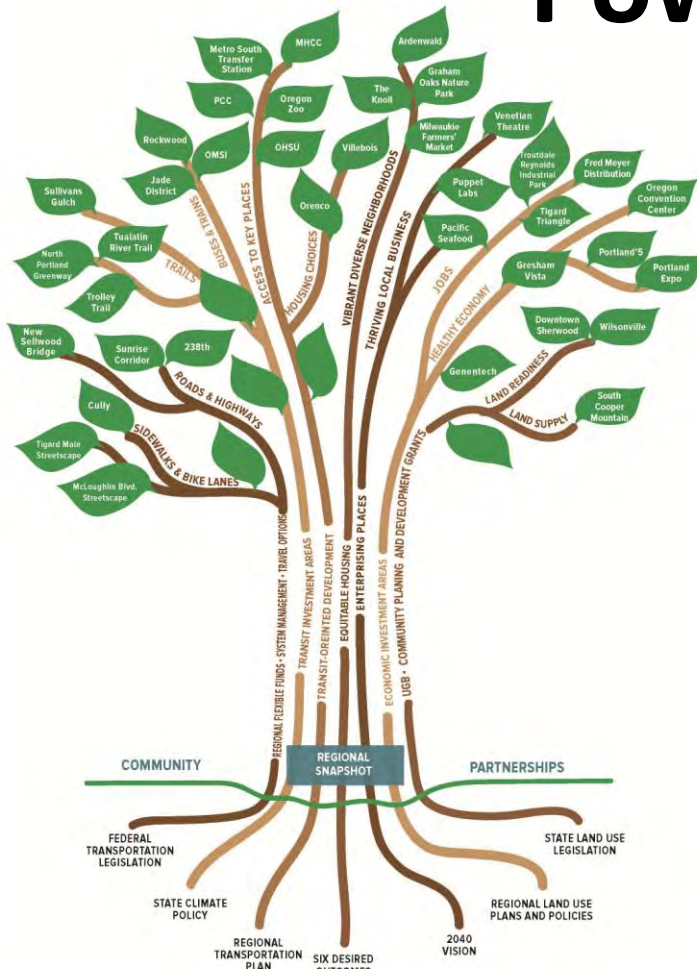 MHCC
Metro South
Transfer
Station
PCC
Oregon
Zoo
Rockwood
OMSI
OHSU
Villebois
Jade
District
Orenco
Sullivans
Gulch
Tualatin
River Trail
North
Portland
Greenway
Trolley
Trail
TRAILS
BUSES & TRAINS
ACCESS TO KEY PLACES
HOUSING CHOICES
New
Sellwood
Bridge
Sunrise
Corridor
238th
ROADS & HIGHWAYS
Cully
SIDEWALKS & BIKE LANES
Tigard Main
Streetscape
McLoughlin Blvd.
Streetscape
Ardenwald
The
Knoll
Graham
Oaks Nature
Park
Milwaukie
Farmers'
Market
VIBRANT DIVERSE NEIGHBORHOODS
Venetian
Theatre
Puppet
Labs
Pacific
Seafood
THRIVING LOCAL BUSINESS
Troutdale
Reynolds
Industrial
Park
Fred Meyer
Distribution
Tigard
Triangle
Oregon
Convention
Center
Gresham
Vista
Portland'5
Portland
Expo
JOBS
HEALTHY ECONOMY
Genentech
Downtown
Sherwood
Wilsonville
LAND READINESS
LAND SUPPLY
South
Cooper
Mountain
REGIONAL FLEXIBLE FUNDS • SYSTEM MANAGEMENT • TRAVEL OPTIONS
TRANSIT INVESTMENT AREAS
TRANSIT-OREINTED DEVELOPMENT
EQUITABLE HOUSING
ENTERPRISING PLACES
ECONOMIC INVESTMENT AREAS
UGB • COMMUNITY PLANING AND DEVELOPMENT GRANTS
COMMUNITY
REGIONAL
SNAPSHOT
PARTNERSHIPS
FEDERAL
TRANSPORTATION
LEGISLATION
STATE CLIMATE
POLICY
REGIONAL
TRANSPORTATION
PLAN
SIX DESIRED
OUTCOMES
2040
VISION
REGIONAL LAND USE
PLANS AND POLICIES
STATE LAND USE
LEGISLATION